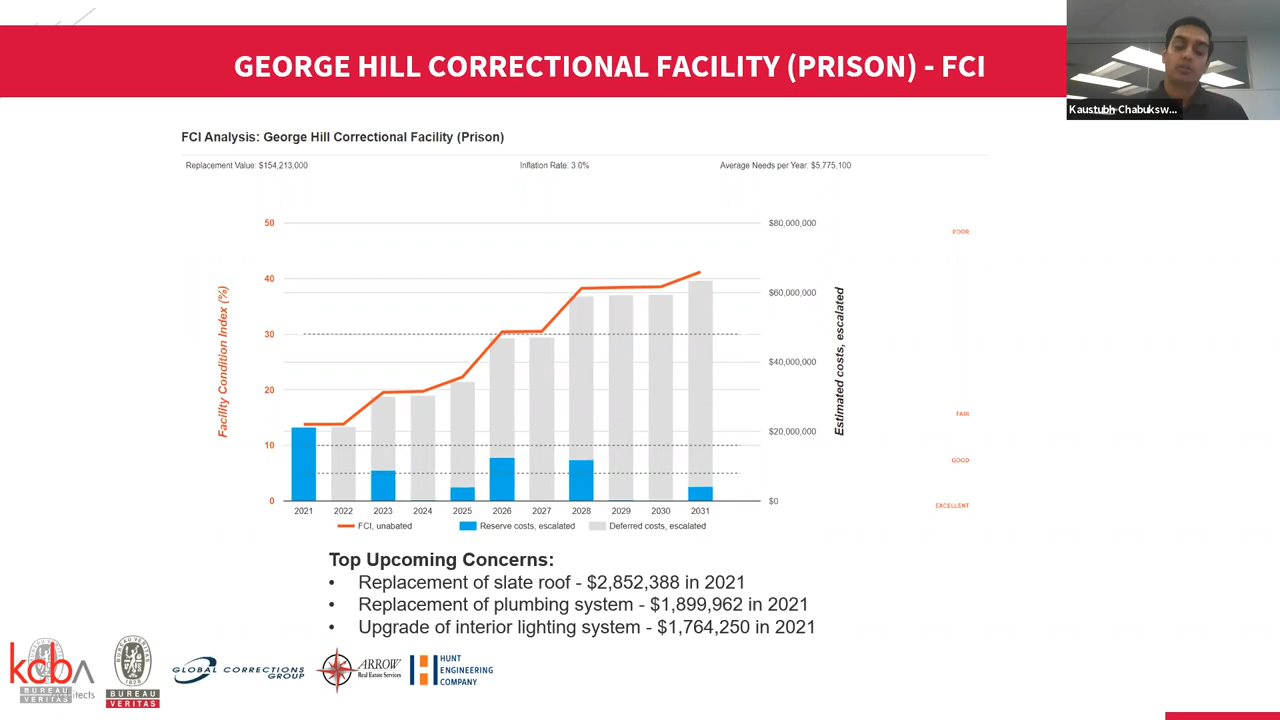 GEORGE HILL CORRECTIONAL FACILITY (PRISON) - FCI
Kaustubh Chabuksw...
FCI Analysis: George Hill Correctional Facility (Prison)
Replacement Value: $154,213,000
Inflation Rate: 3.0%
Average Needs per Year: $5,775,100
Facility Condition Index (%)
50
40
30
20
10
0
$80,000,000
$60,000,000
$40,000,000
$20,000,000
$0
Estimated costs, escalated
POOR
FAIR
GOOD
EXCELLENT
2021 2022 2023 2024 2025 2026 2027 2028 2029 2030 2031
FCI, unabated
Reserve costs, escalated
Deferred costs, escalated
Top Upcoming Concerns:
• Replacement of slate roof - $2,852,388 in 2021
• Replacement of plumbing system - $1,899,962 in 2021
• Upgrade of interior lighting system - $1,764,250 in 2021
kcba
BUREAU
VERITAS
BUREAU
VERITAS
GLOBAL CORRECTIONS
GROUP
ARROW
Real Estate Services
HUNT
ENGINEERING
COMPANY